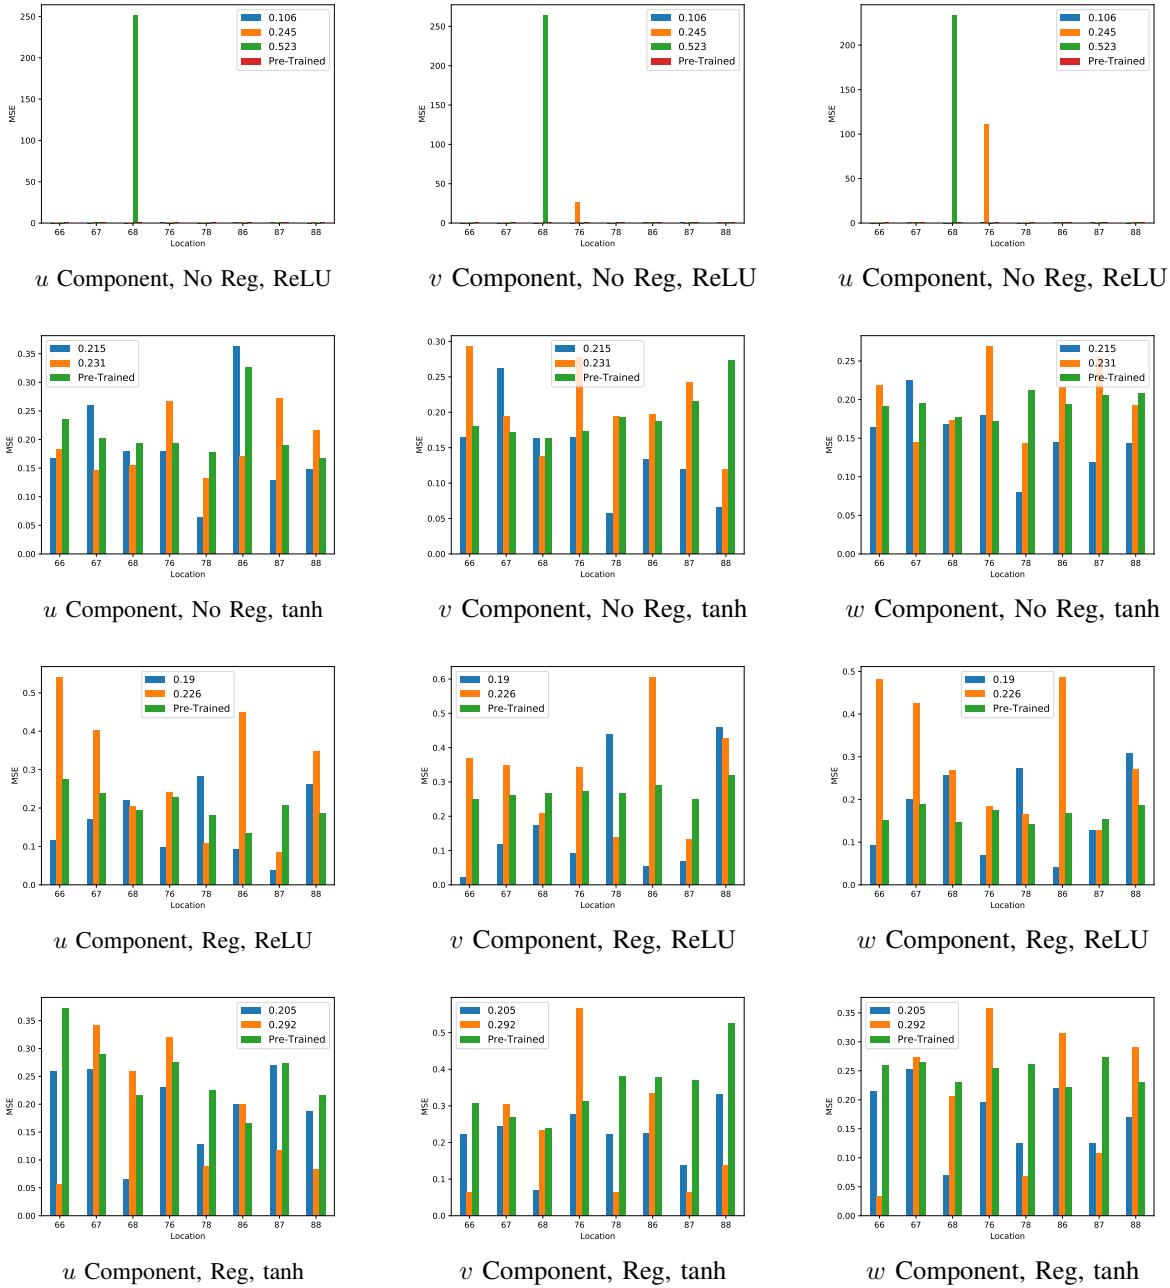 250
200
150
100
50
0
MSE
0.106
0.245
0.523
Pre-Trained
66 67 68 76 78 86 87 88
Location
u Component, No Reg, ReLU
250
200
150
100
50
0
MSE
0.106
0.245
0.523
Pre-Trained
66 67 68 76 78 86 87 88
Location
v Component, No Reg, ReLU
200
150
100
50
0
MSE
0.106
0.245
0.523
Pre-Trained
66 67 68 76 78 86 87 88
Location
u Component, No Reg, ReLU
0.35
0.30
0.25
0.20
0.15
0.10
0.05
0.00
MSE
0.215
0.231
Pre-Trained
66 67 68 76 78 86 87 88
Location
u Component, No Reg, tanh
0.30
0.25
0.20
0.15
0.10
0.05
0.00
MSE
0.215
0.231
Pre-Trained
66 67 68 76 78 86 87 88
Location
v Component, No Reg, tanh
0.25
0.20
0.15
0.10
0.05
0.00
MSE
0.215
0.231
Pre-Trained
66 67 68 76 78 86 87 88
Location
w Component, No Reg, tanh
0.5
0.4
0.3
0.2
0.1
0.0
MSE
0.19
0.226
Pre-Trained
66 67 68 76 78 86 87 88
Location
u Component, Reg, ReLU
0.6
0.5
0.4
0.3
0.2
0.1
0.0
MSE
0.19
0.226
Pre-Trained
66 67 68 76 78 86 87 88
Location
v Component, Reg, ReLU
0.5
0.4
0.3
0.2
0.1
0.0
MSE
0.19
0.226
Pre-Trained
66 67 68 76 78 86 87 88
Location
w Component, Reg, ReLU
0.35
0.30
0.25
0.20
0.15
0.10
0.05
0.00
MSE
0.205
0.292
Pre-Trained
66 67 68 76 78 86 87 88
Location
u Component, Reg, tanh
0.5
0.4
0.3
0.2
0.1
0.0
MSE
0.205
0.292
Pre-Trained
66 67 68 76 78 86 87 88
Location
v Component, Reg, tanh
0.35
0.30
0.25
0.20
0.15
0.10
0.05
0.00
MSE
0.205
0.292
Pre-Trained
66 67 68 76 78 86 87 88
Location
w Component, Reg, tanh